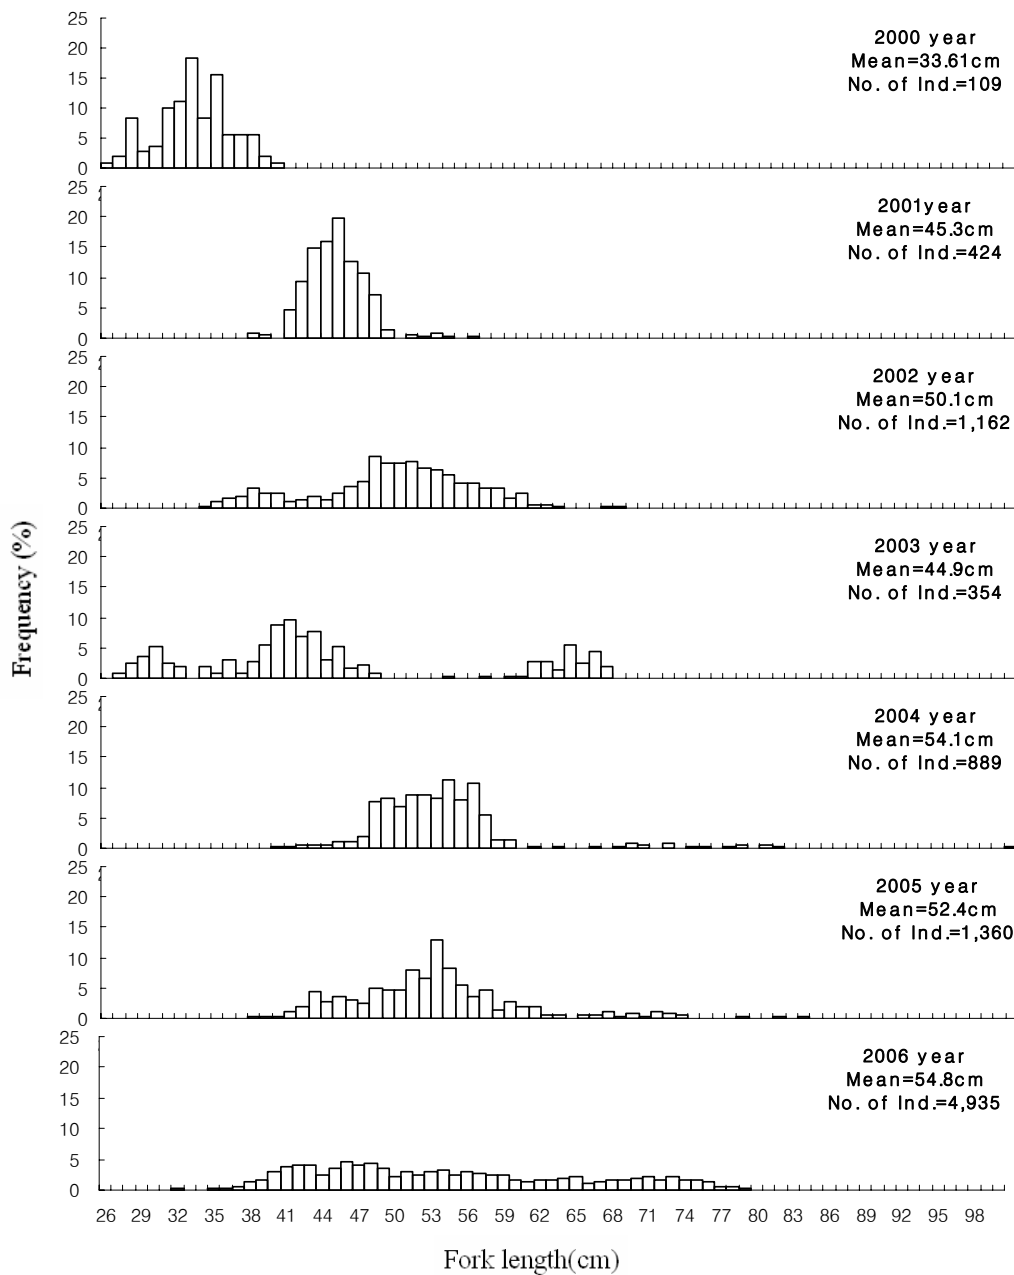 Frequency (%)
25
20
15
10
5
0
2000 year
Mean=33.61cm
No. of Ind.=109
25
20
15
10
5
0
2001year
Mean=45.3cm
No. of Ind.=424
25
20
15
10
5
0
2002 year
Mean=50.1cm
No. of Ind.=1,162
25
20
15
10
5
0
2003 year
Mean=44.9cm
No. of Ind.=354
25
20
15
10
5
0
2004 year
Mean=54.1cm
No. of Ind.=889
25
20
15
10
5
0
2005 year
Mean=52.4cm
No. of Ind.=1,360
25
20
15
10
5
0
2006 year
Mean=54.8cm
No. of Ind.=4,935
26 29 32 35 38 41 44 47 50 53 56 59 62 65 68 71 74 77 80 83 86 89 92 95 98
Fork length(cm)